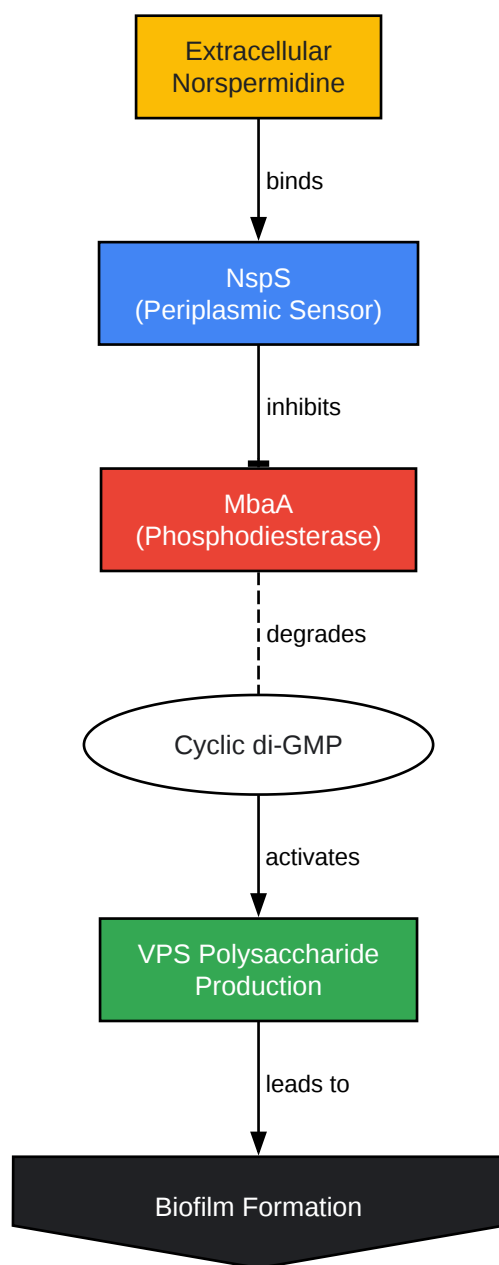 Extracellular
Norspermidine
binds
NspS
(Periplasmic Sensor)
inhibits
MbaA
(Phosphodiesterase)
degrades
Cyclic di-GMP
activates
VPS Polysaccharide
Production
leads to
Biofilm Formation